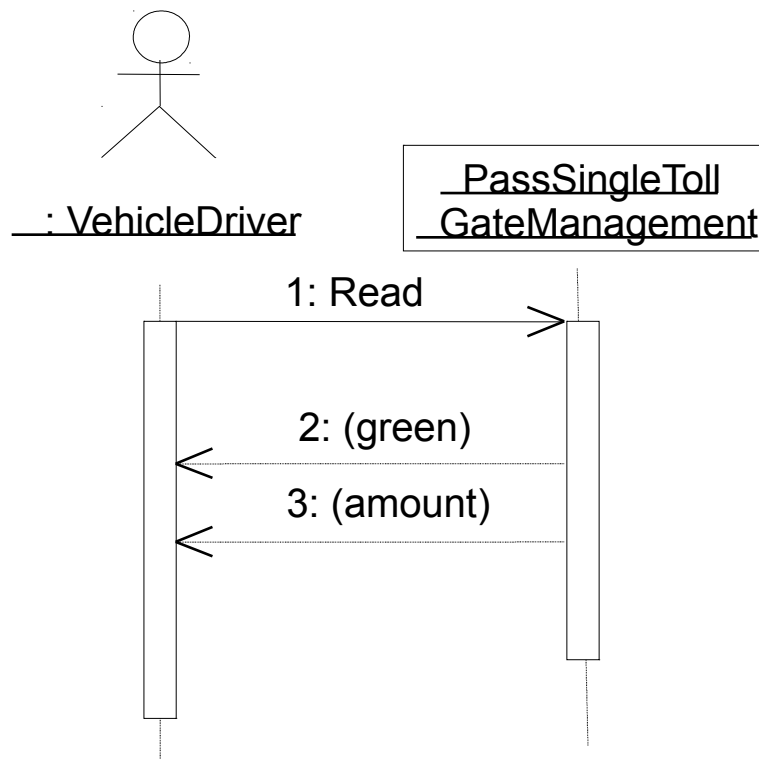 : VehicleDriver
PassSingleToll
GateManagement
1: Read
2: (green)
3: (amount)